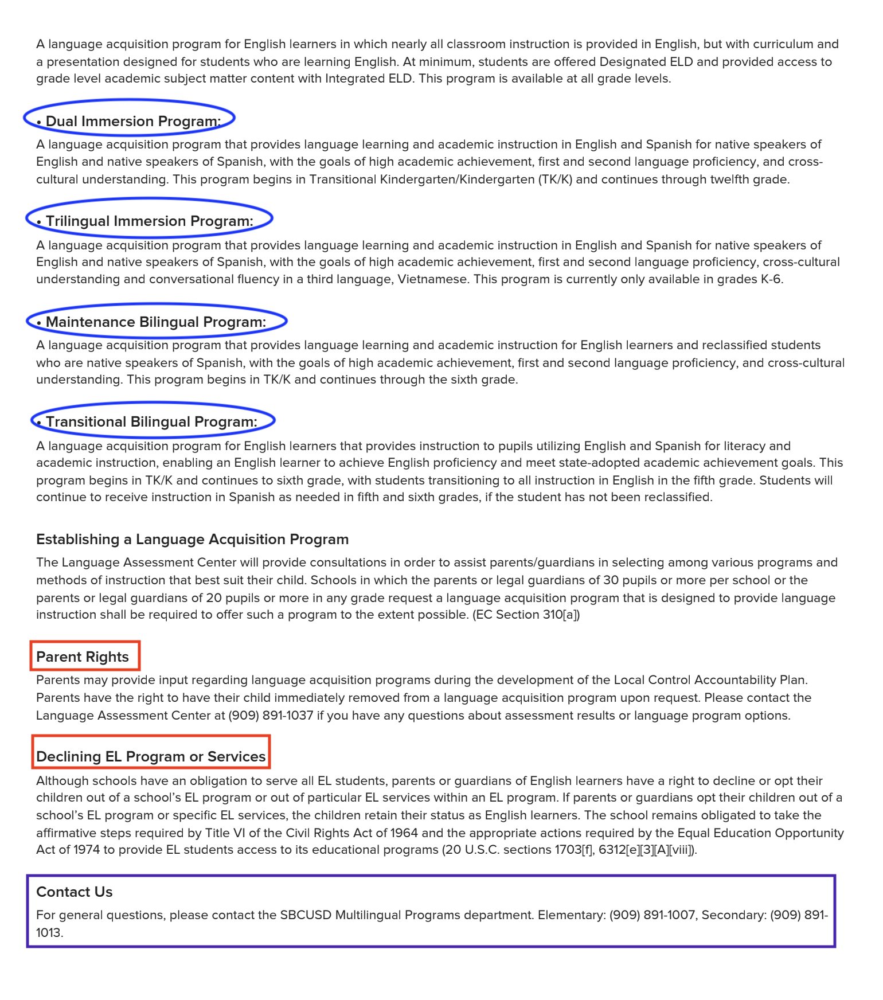 A language acquisition program for English learners in which nearly all classroom instruction is provided in English, but with curriculum and
a presentation designed for students who are learning English. At minimum, students are offered Designated ELD and provided access to
grade level academic subject matter content with Integrated ELD. This program is available at all grade levels.
• Dual Immersion Program:
A language acquisition program that provides language learning and academic instruction in English and Spanish for native speakers of
English and native speakers of Spanish, with the goals of high academic achievement, first and second language proficiency, and cross-
cultural understanding. This program begins in Transitional Kindergarten/Kindergarten (TK/K) and continues through twelfth grade.
• Trilingual Immersion Program:
A language acquisition program that provides language learning and academic instruction in English and Spanish for native speakers of
English and native speakers of Spanish, with the goals of high academic achievement, first and second language proficiency, cross-cultural
understanding and conversational fluency in a third language, Vietnamese. This program is currently only available in grades K-6.
• Maintenance Bilingual Program:
A language acquisition program that provides language learning and academic instruction for English learners and reclassified students
who are native speakers of Spanish, with the goals of high academic achievement, first and second language proficiency, and cross-cultural
understanding. This program begins in TK/K and continues through the sixth grade.
• Transitional Bilingual Program:
A language acquisition program for English learners that provides instruction to pupils utilizing English and Spanish for literacy and
academic instruction, enabling an English learner to achieve English proficiency and meet state-adopted academic achievement goals. This
program begins in TK/K and continues to sixth grade, with students transitioning to all instruction in English in the fifth grade. Students will
continue to receive instruction in Spanish as needed in fifth and sixth grades, if the student has not been reclassified.
Establishing a Language Acquisition Program
The Language Assessment Center will provide consultations in order to assist parents/guardians in selecting among various programs and
methods of instruction that best suit their child. Schools in which the parents or legal guardians of 30 pupils or more per school or the
parents or legal guardians of 20 pupils or more in any grade request a language acquisition program that is designed to provide language
instruction shall be required to offer such a program to the extent possible. (EC Section 310[a])
Parent Rights
Parents may provide input regarding language acquisition programs during the development of the Local Control Accountability Plan.
Parents have the right to have their child immediately removed from a language acquisition program upon request. Please contact the
Language Assessment Center at (909) 891-1037 if you have any questions about assessment results or language program options.
Declining EL Program or Services
Although schools have an obligation to serve all EL students, parents or guardians of English learners have a right to decline or opt their
children out of a school’s EL program or out of particular EL services within an EL program. If parents or guardians opt their children out of a
school’s EL program or specific EL services, the children retain their status as English learners. The school remains obligated to take the
affirmative steps required by Title VI of the Civil Rights Act of 1964 and the appropriate actions required by the Equal Education Opportunity
Act of 1974 to provide EL students access to its educational programs (20 U.S.C. sections 1703[f], 6312[e][3][A][viii]).
Contact Us
For general questions, please contact the SBCUSD Multilingual Programs department. Elementary: (909) 891-1007, Secondary: (909) 891-
1013.